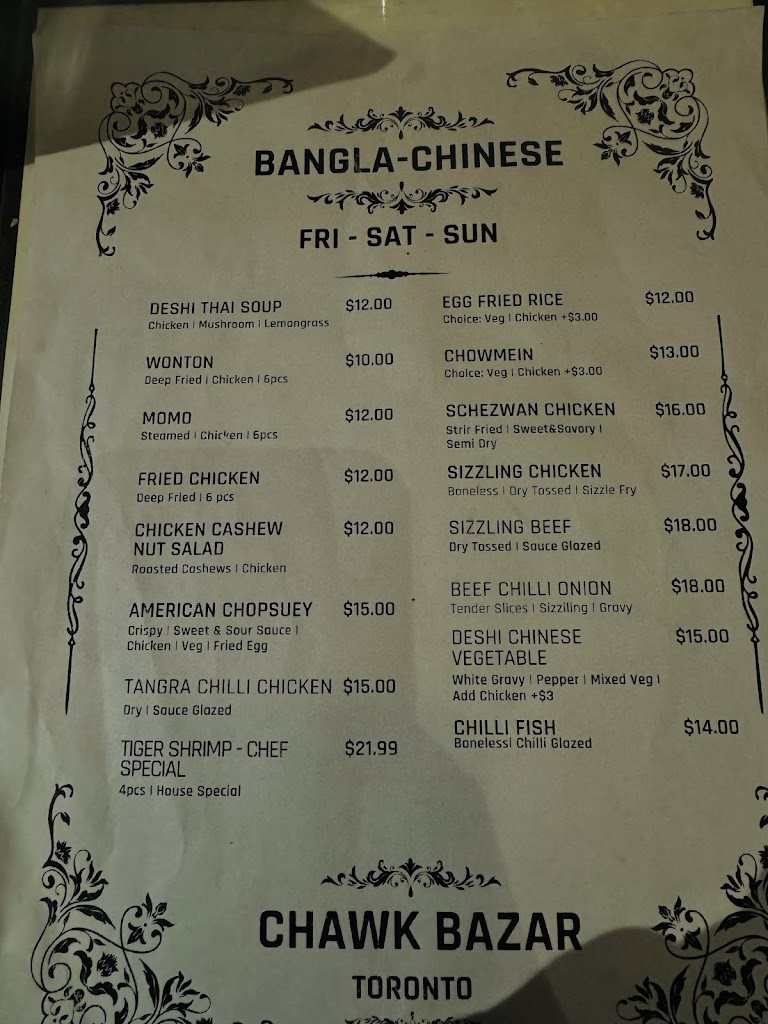 BANGLA-CHINESE
FRI - SAT - SUN
DESHI THAI SOUP $12.00
Chicken | Mushroom | Lemongrass
WONTON $10.00
Deep Fried | Chicken | 6pcs
MOMO $12.00
Steamed | Chicken | 6pcs
FRIED CHICKEN $12.00
Deep Fried | 6 pcs
CHICKEN CASHEW $12.00
NUT SALAD
Roasted Cashews | Chicken
AMERICAN CHOPSUEY $15.00
Crispy | Sweet & Sour Sauce |
Chicken | Veg | Fried Egg
TANGRA CHILLI CHICKEN $15.00
Dry | Sauce Glazed
TIGER SHRIMP - CHEF $21.99
SPECIAL
4pcs | House Special
EGG FRIED RICE $12.00
Choice: Veg | Chicken +$3.00
CHOWMEIN $13.00
Choice: Veg | Chicken +$3.00
SCHEZWAN CHICKEN $16.00
Strir Fried | Sweet&Savory |
Semi Dry
SIZZLING CHICKEN $17.00
Boneless | Dry Tossed | Sizzle Fry
SIZZLING BEEF $18.00
Dry Tossed | Sauce Glazed
BEEF CHILLI ONION $18.00
Tender Slices | Sizziling | Gravy
DESHI CHINESE $15.00
VEGETABLE
White Gravy | Pepper | Mixed Veg |
Add Chicken +$3
CHILLI FISH $14.00
Boneless| Chilli Glazed
CHAWK BAZAR
TORONTO